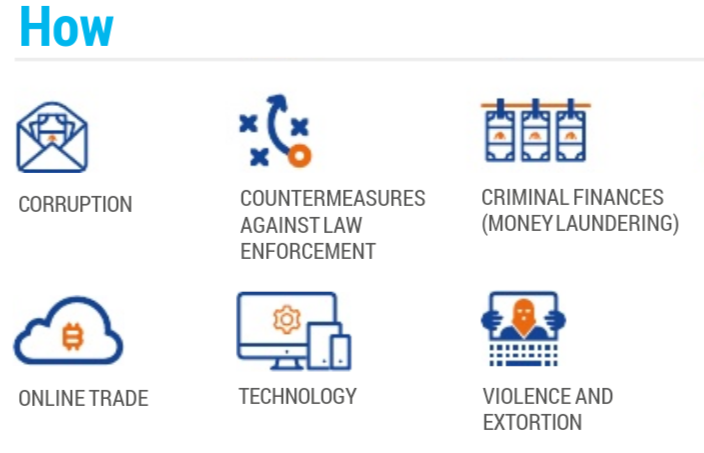 How
CORRUPTION
COUNTERMEASURES
AGAINST LAW
ENFORCEMENT
CRIMINAL FINANCES
(MONEY LAUNDERING)
ONLINE TRADE
TECHNOLOGY
VIOLENCE AND
EXTORTION